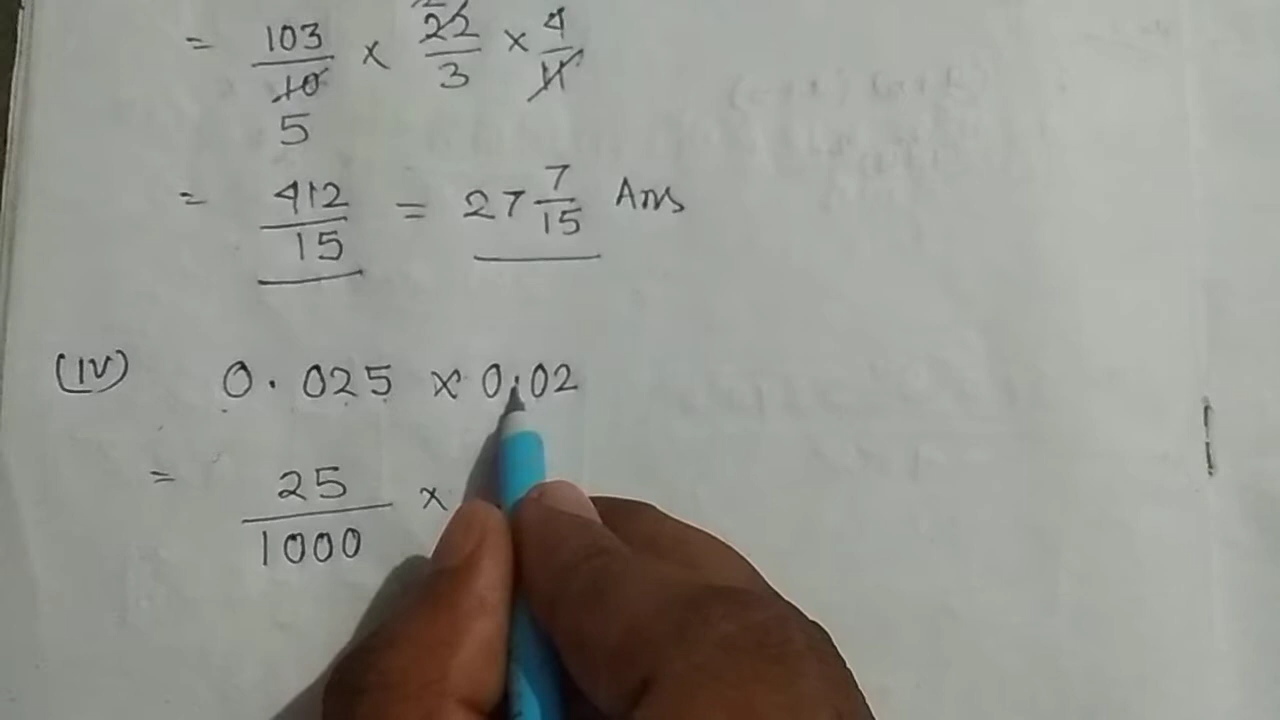 = 103/10 × 22/3 × 4/11
5
= 412/15 = 27 7/15 Ans
(IV) 0.025 × 0.02
= 25/1000 ×